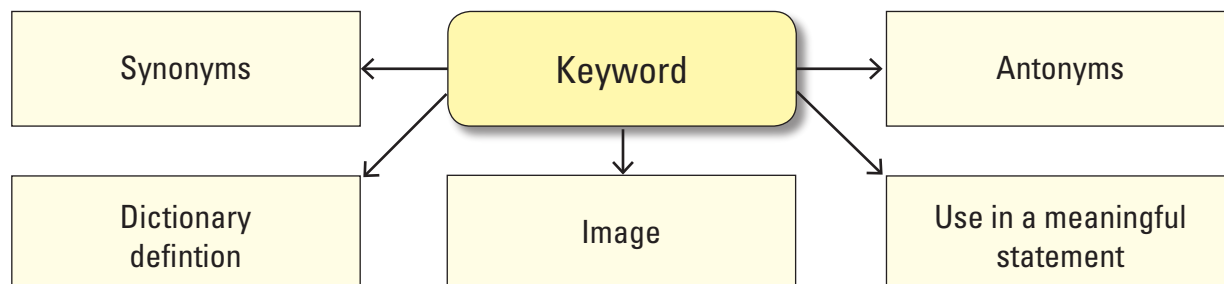 Synonyms
Keyword
Antonyms
Dictionary
defintion
Image
Use in a meaningful
statement